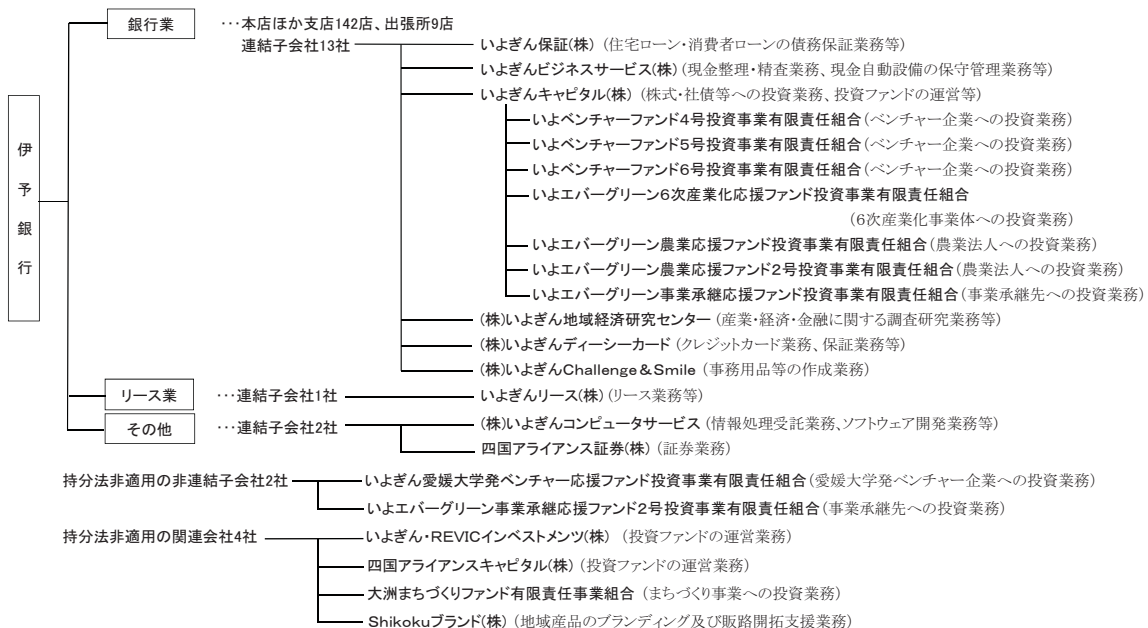 銀行業 ･･･本店ほか支店142店、出張所9店
連結子会社13社
いよぎん保証(株) (住宅ローン・消費者ローンの債務保証業務等)
いよぎんビジネスサービス(株) (現金整理・精査業務、現金自動設備の保守管理業務等)
いよぎんキャピタル(株) (株式・社債等への投資業務、投資ファンドの運営等)
いよベンチャーファンド4号投資事業有限責任組合(ベンチャー企業への投資業務)
いよベンチャーファンド5号投資事業有限責任組合(ベンチャー企業への投資業務)
いよベンチャーファンド6号投資事業有限責任組合(ベンチャー企業への投資業務)
いよエバーグリーン6次産業化応援ファンド投資事業有限責任組合
(6次産業化事業体への投資業務)
いよエバーグリーン農業応援ファンド投資事業有限責任組合(農業法人への投資業務)
いよエバーグリーン農業応援ファンド2号投資事業有限責任組合(農業法人への投資業務)
いよエバーグリーン事業承継応援ファンド投資事業有限責任組合(事業承継先への投資業務)
(株)いよぎん地域経済研究センター (産業・経済・金融に関する調査研究業務等)
(株)いよぎんディーシーカード (クレジットカード業務、保証業務等)
(株)いよぎんChallenge&Smile (事務用品等の作成業務)
伊予銀行
リース業 ･･･連結子会社1社 いよぎんリース(株) (リース業務等)
その他 ･･･連結子会社2社 (株)いよぎんコンピュータサービス (情報処理受託業務、ソフトウェア開発業務等)
四国アライアンス証券(株) (証券業務)
持分法非適用の非連結子会社2社 いよぎん愛媛大学発ベンチャー応援ファンド投資事業有限責任組合(愛媛大学発ベンチャー企業への投資業務)
いよエバーグリーン事業承継応援ファンド2号投資事業有限責任組合(事業承継先への投資業務)
持分法非適用の関連会社4社 いよぎん・REVICインベストメンツ(株) (投資ファンドの運営業務)
四国アライアンスキャピタル(株) (投資ファンドの運営業務)
大洲まちづくりファンド有限責任事業組合 (まちづくり事業への投資業務)
Shikokuブランド(株) (地域産品のブランディング及び販路開拓支援業務)